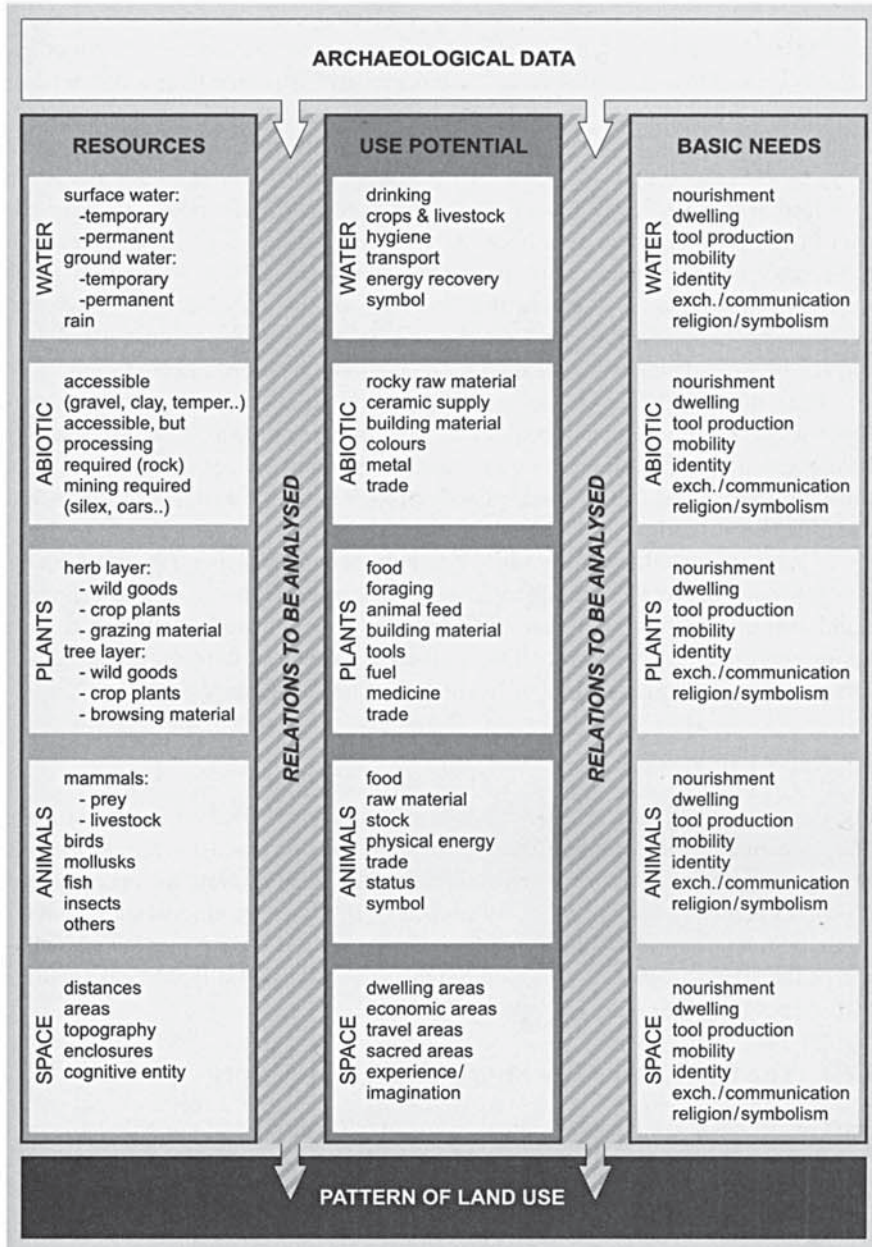 ARCHAEOLOGICAL DATA
RESOURCES
WATER
surface water:
-temporary
-permanent
ground water:
-temporary
-permanent
rain
ABIOTIC
accessible
(gravel, clay, temper..)
accessible, but
processing
required (rock)
mining required
(silex, oars..)
PLANTS
herb layer:
- wild goods
- crop plants
- grazing material
tree layer:
- wild goods
- crop plants
- browsing material
ANIMALS
mammals:
- prey
- livestock
birds
mollusks
fish
insects
others
SPACE
distances
areas
topography
enclosures
cognitive entity
RELATIONS TO BE ANALYSED
USE POTENTIAL
WATER
drinking
crops & livestock
hygiene
transport
energy recovery
symbol
ABIOTIC
rocky raw material
ceramic supply
building material
colours
metal
trade
PLANTS
food
foraging
animal feed
building material
tools
fuel
medicine
trade
ANIMALS
food
raw material
stock
physical energy
trade
status
symbol
SPACE
dwelling areas
economic areas
travel areas
sacred areas
experience/
imagination
RELATIONS TO BE ANALYSED
BASIC NEEDS
WATER
nourishment
dwelling
tool production
mobility
identity
exch./communication
religion/symbolism
ABIOTIC
nourishment
dwelling
tool production
mobility
identity
exch./communication
religion/symbolism
PLANTS
nourishment
dwelling
tool production
mobility
identity
exch./communication
religion/symbolism
ANIMALS
nourishment
dwelling
tool production
mobility
identity
exch./communication
religion/symbolism
SPACE
nourishment
dwelling
tool production
mobility
identity
exch./communication
religion/symbolism
PATTERN OF LAND USE